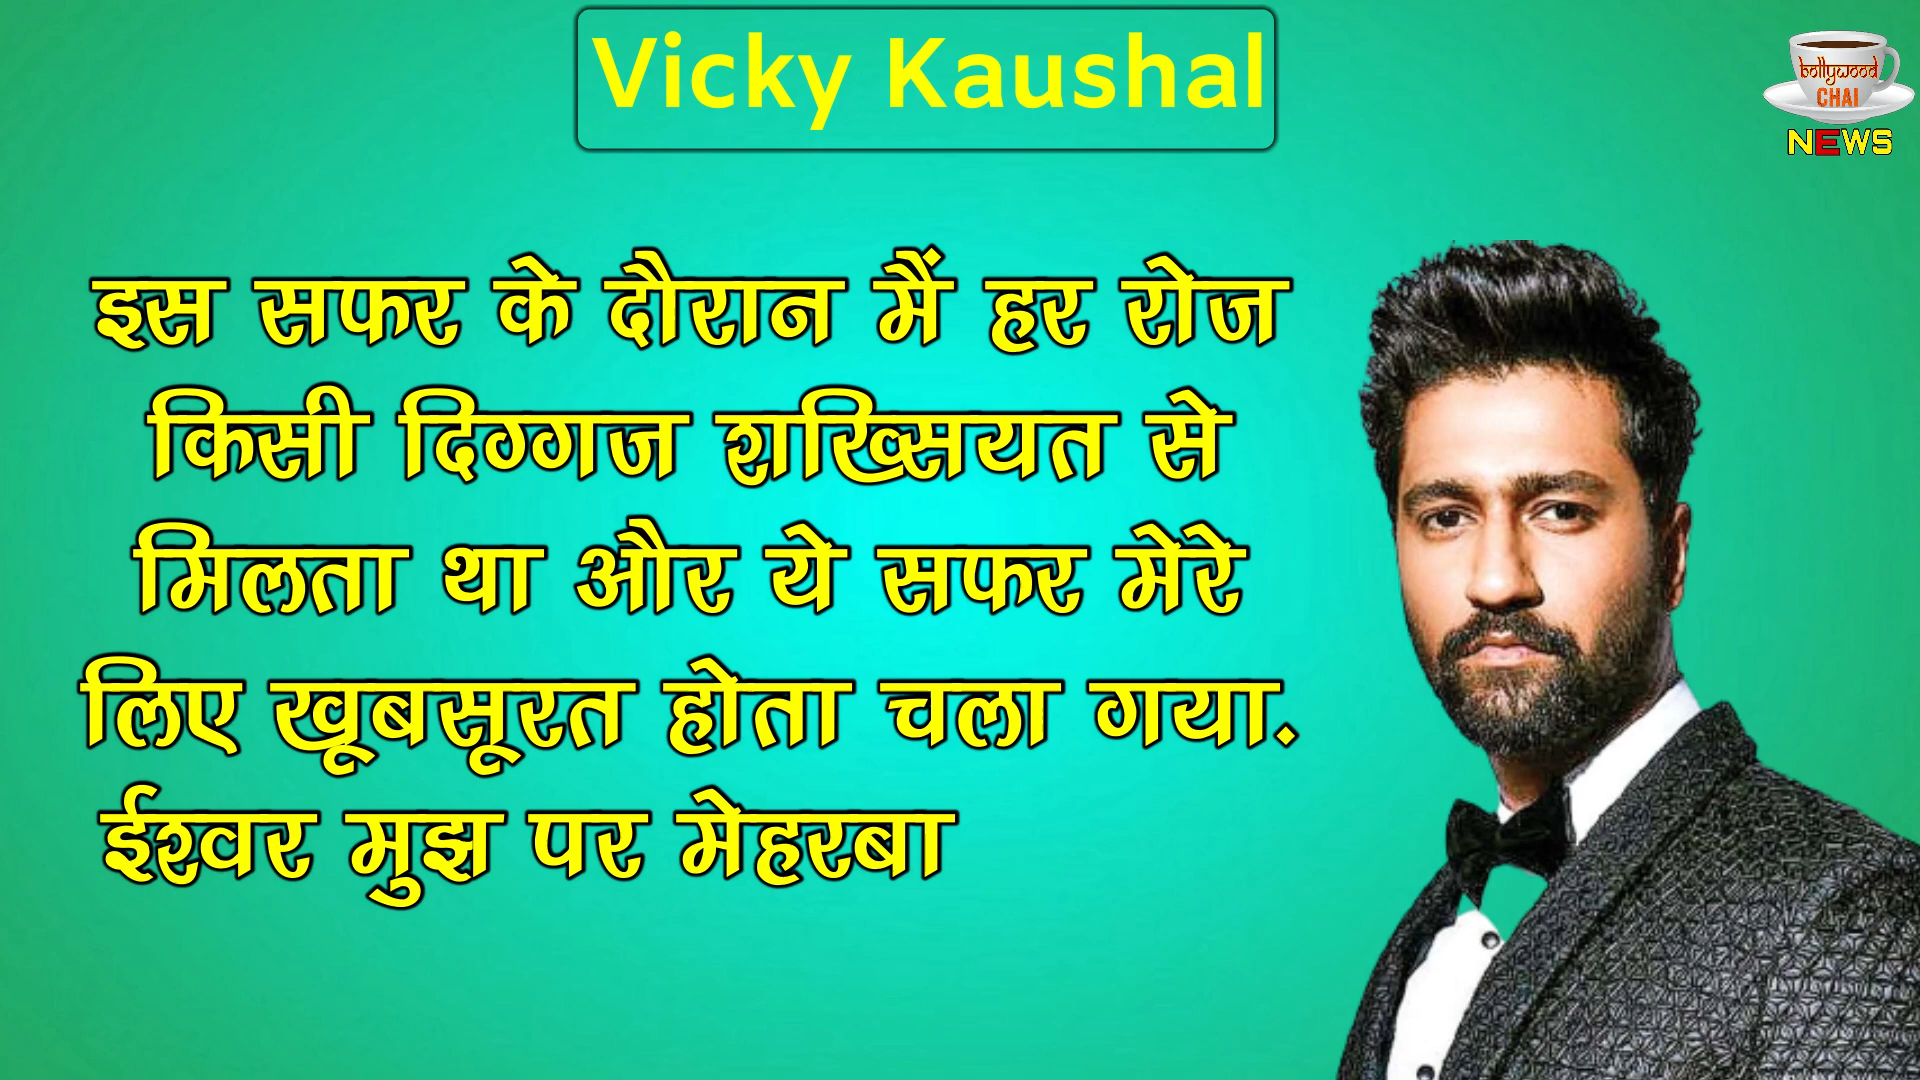 Vicky Kaushal
bollywood
CHAI
NEWS
इस सफर के दौरान मैं हर रोज
किसी दिग्गज शख्सियत से
मिलता था और ये सफर मेरे
लिए खूबसूरत होता चला गया.
ईश्वर मुझ पर मेहरबा